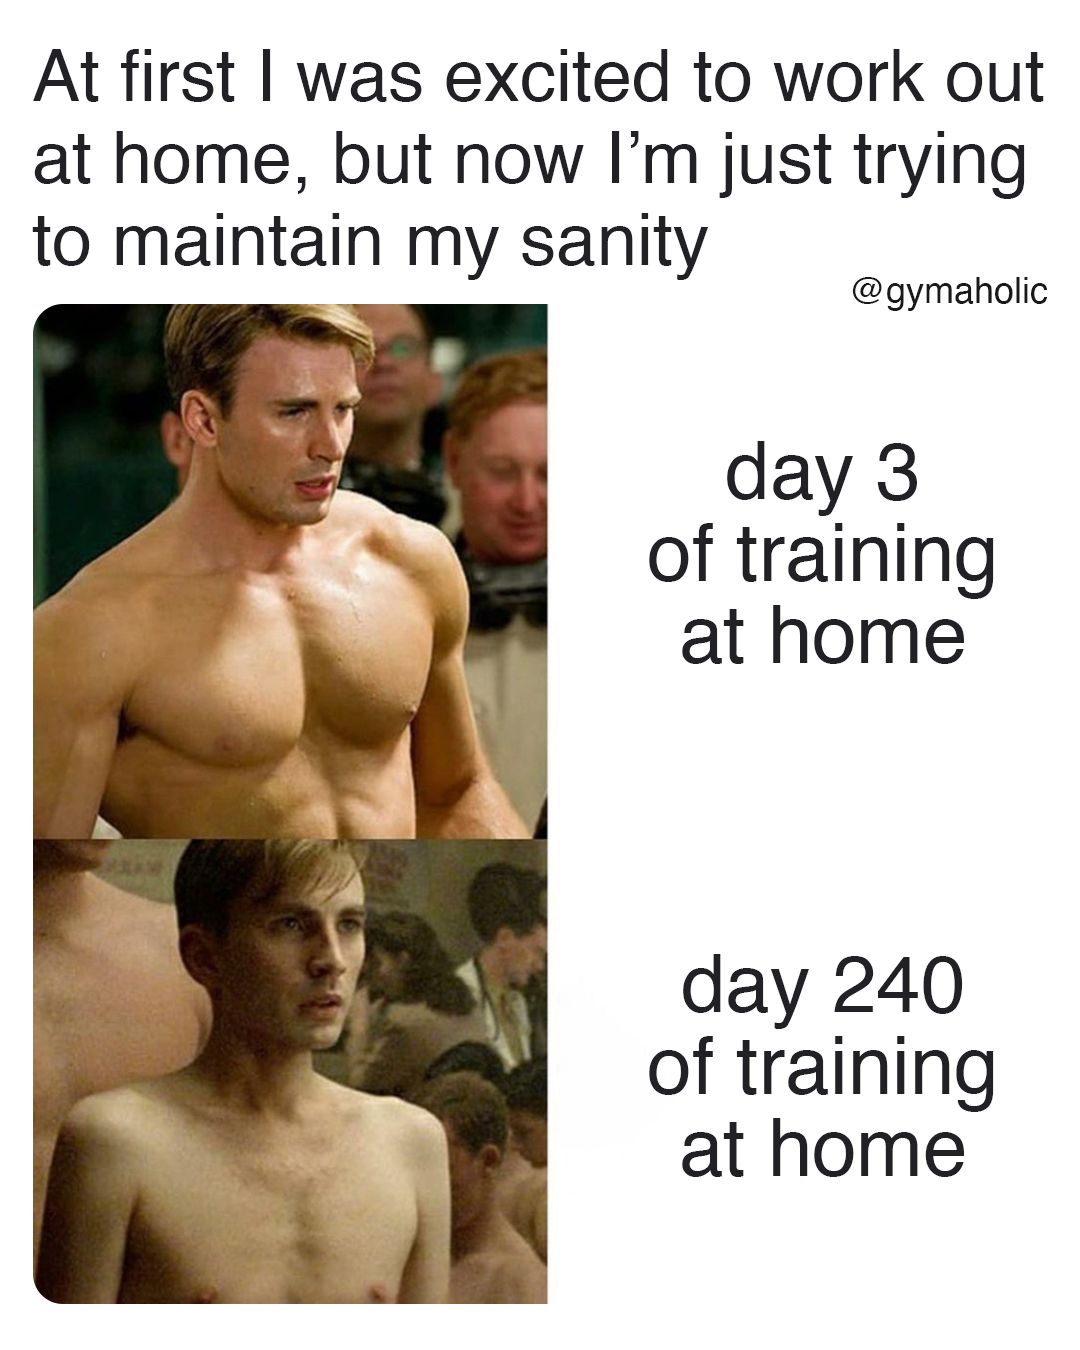 At first I was excited to work out
at home, but now I’m just trying
to maintain my sanity
@gymaholic
day 3
of training
at home
day 240
of training
at home